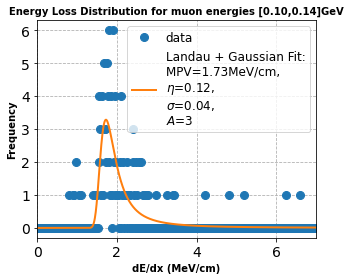 Energy Loss Distribution for muon energies [0.10,0.14]GeV
6
5
4
3
2
1
0
Frequency
data
Landau + Gaussian Fit:
MPV=1.73MeV/cm,
η=0.12,
σ=0.04,
A=3
0 2 4 6
dE/dx (MeV/cm)